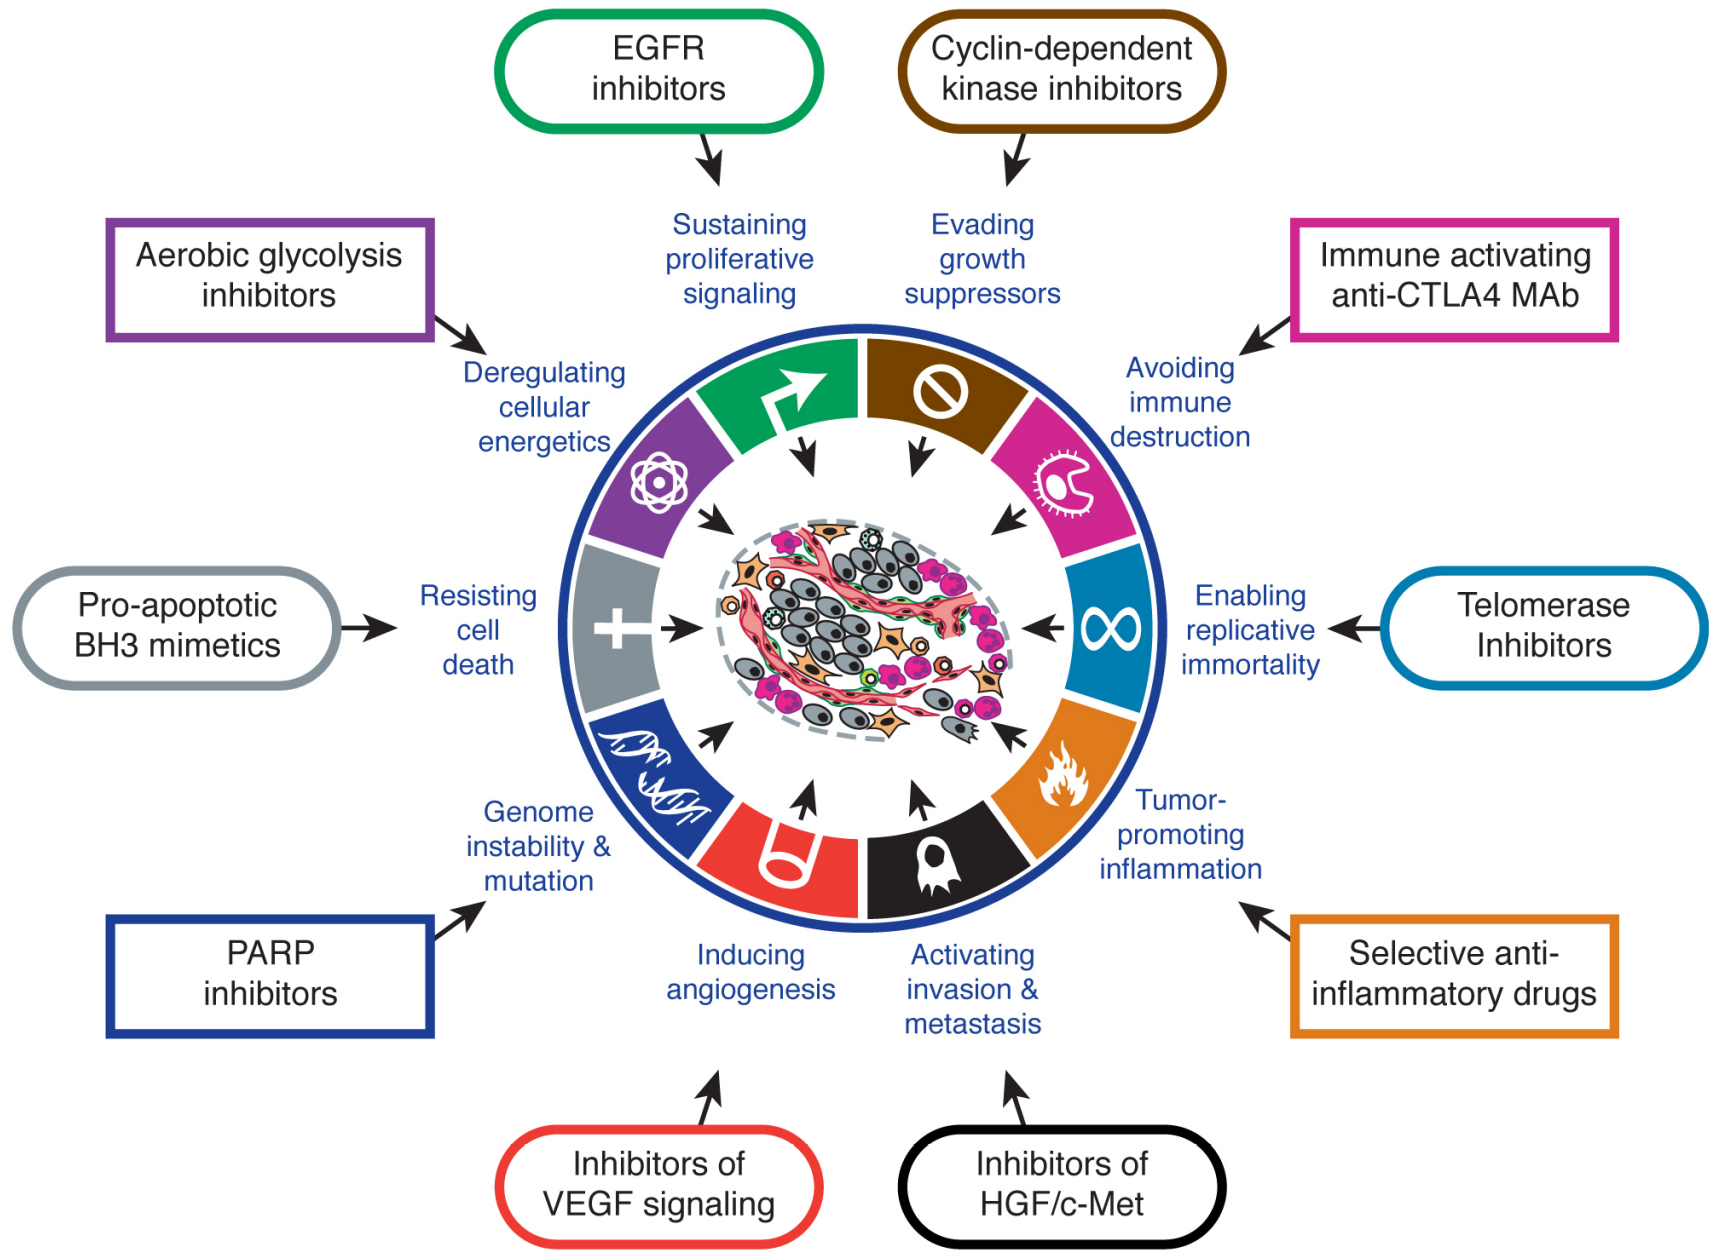 EGFR
inhibitors
Cyclin-dependent
kinase inhibitors
Sustaining
proliferative
signaling
Evading
growth
suppressors
Aerobic glycolysis
inhibitors
Immune activating
anti-CTLA4 MAb
Deregulating
cellular
energetics
Avoiding
immune
destruction
Pro-apoptotic
BH3 mimetics
Resisting
cell
death
Enabling
replicative
immortality
Telomerase
Inhibitors
Genome
instability &
mutation
Tumor-
promoting
inflammation
PARP
inhibitors
Inducing
angiogenesis
Activating
invasion &
metastasis
Selective anti-
inflammatory drugs
Inhibitors of
VEGF signaling
Inhibitors of
HGF/c-Met